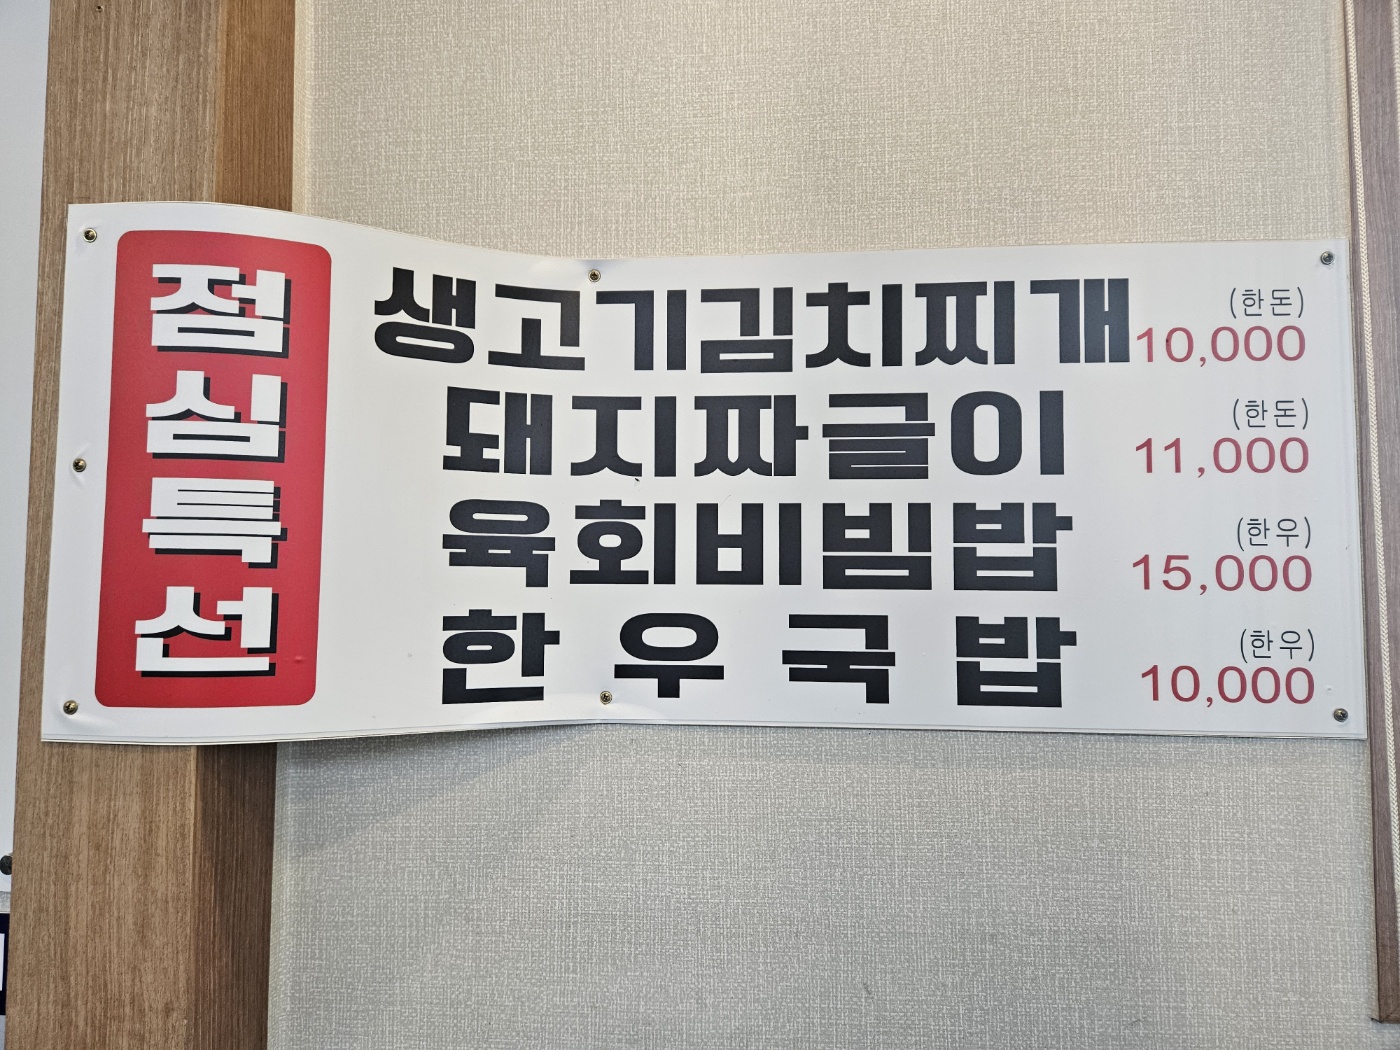 점심특선
생고기김치찌개 (한돈) 10,000
돼지짜글이 (한돈) 11,000
육회비빔밥 (한우) 15,000
한우국밥 (한우) 10,000